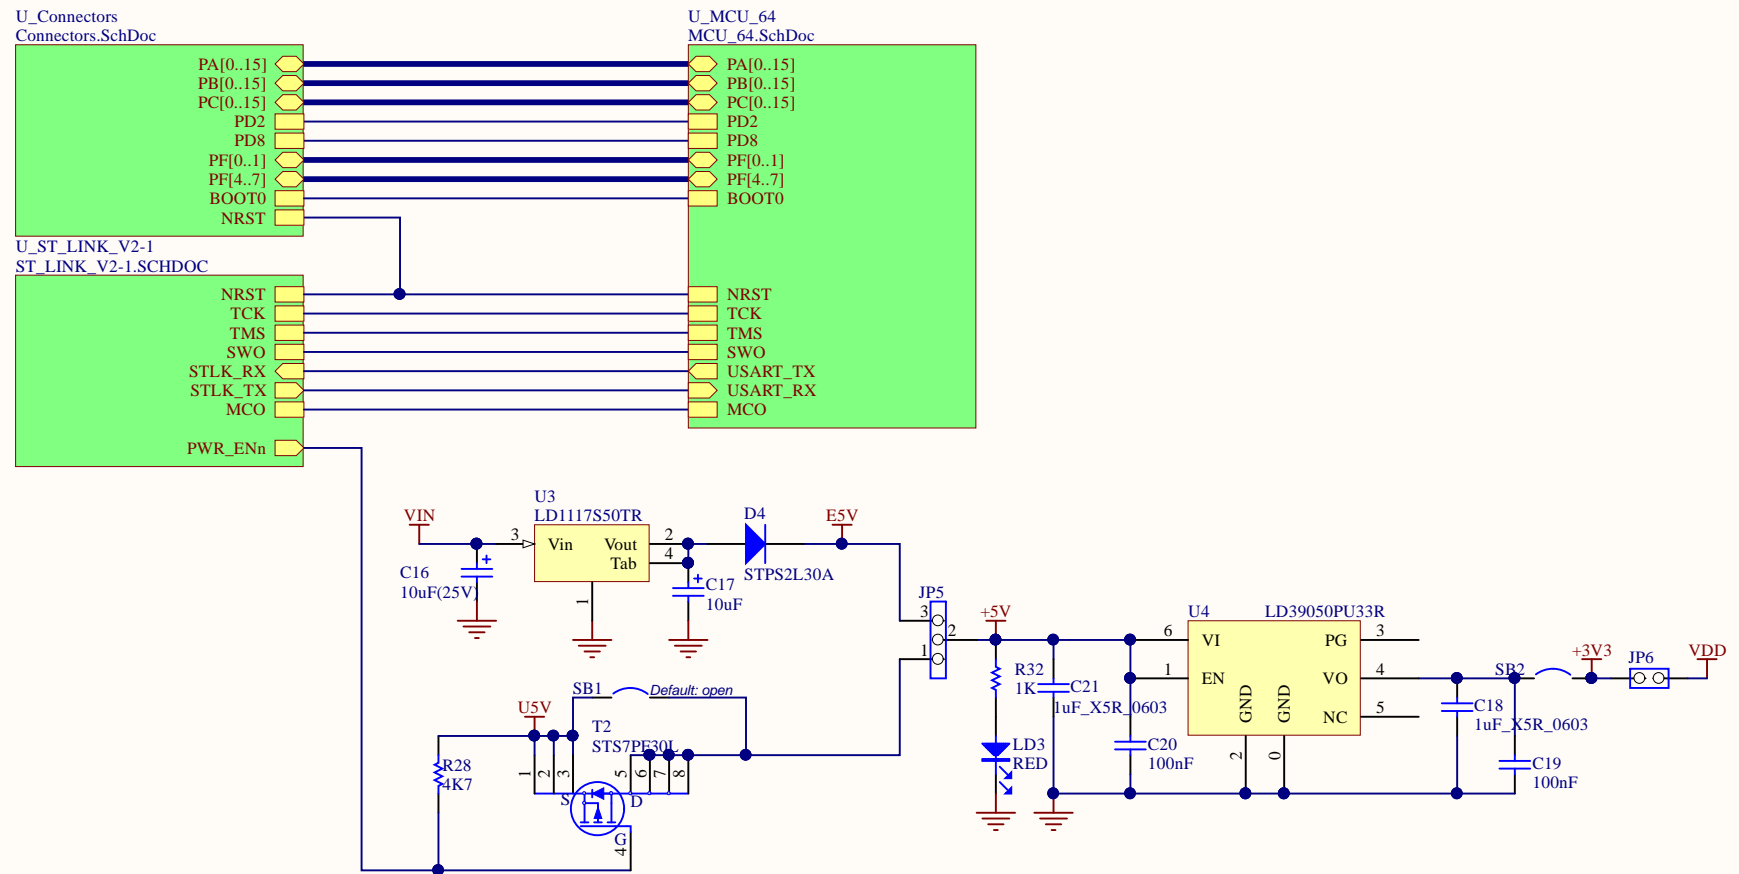 U_Connectors
Connectors.SchDoc
PA[0..15]
PB[0..15]
PC[0..15]
PD2
PD8
PF[0..1]
PF[4..7]
BOOT0
NRST
U_MCU_64
MCU_64.SchDoc
PA[0..15]
PB[0..15]
PC[0..15]
PD2
PD8
PF[0..1]
PF[4..7]
BOOT0
NRST
TCK
TMS
SWO
USART_TX
USART_RX
MCO
U_ST_LINK_V2-1
ST_LINK_V2-1.SCHDOC
NRST
TCK
TMS
SWO
STLK_RX
STLK_TX
MCO
PWR_ENn
VIN
C16
10uF(25V)
U3
LD1117S50TR
3
Vin
Vout
2
Tab
4
1
C17
10uF
D4
STPS2L30A
E5V
JP5
3
2
1
SB1
Default: open
U5V
T2
STS7PF30L
1
2
3
5
6
7
8
S
D
G
4
R28
4K7
+5V
R32
1K
LD3
RED
C21
1uF_X5R_0603
C20
100nF
U4
LD39050PU33R
6
VI
1
EN
GND
GND
2
0
PG
3
VO
4
NC
5
C18
1uF_X5R_0603
C19
100nF
SB2
+3V3
JP6
VDD